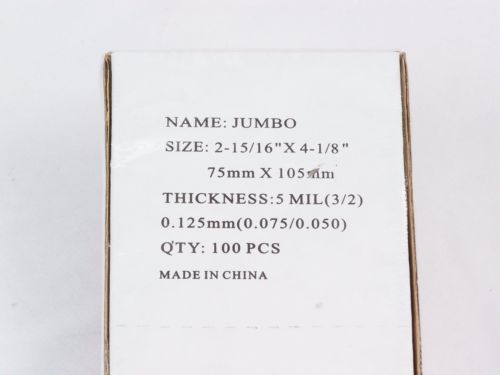 NAME: JUMBO
SIZE: 2-15/16"X 4-1/8"
75mm X 105mm
THICKNESS:5 MIL(3/2)
0.125mm(0.075/0.050)
QTY: 100 PCS
MADE IN CHINA